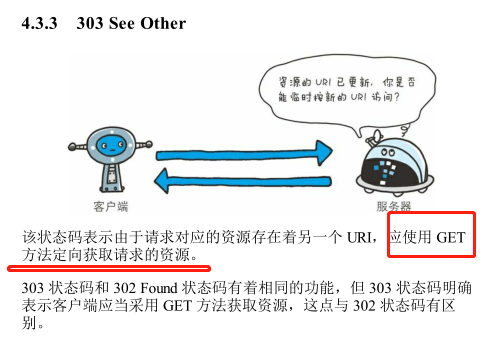 4.3.3 303 See Other
资源的 URI 已更新，你是否
能临时按新的 URI 访问？
客户端
服务器
该状态码表示由于请求对应的资源存在着另一个 URI，应使用 GET
方法定向获取请求的资源。
303 状态码和 302 Found 状态码有着相同的功能，但 303 状态码明确
表示客户端应当采用 GET 方法获取资源，这点与 302 状态码有区
别。